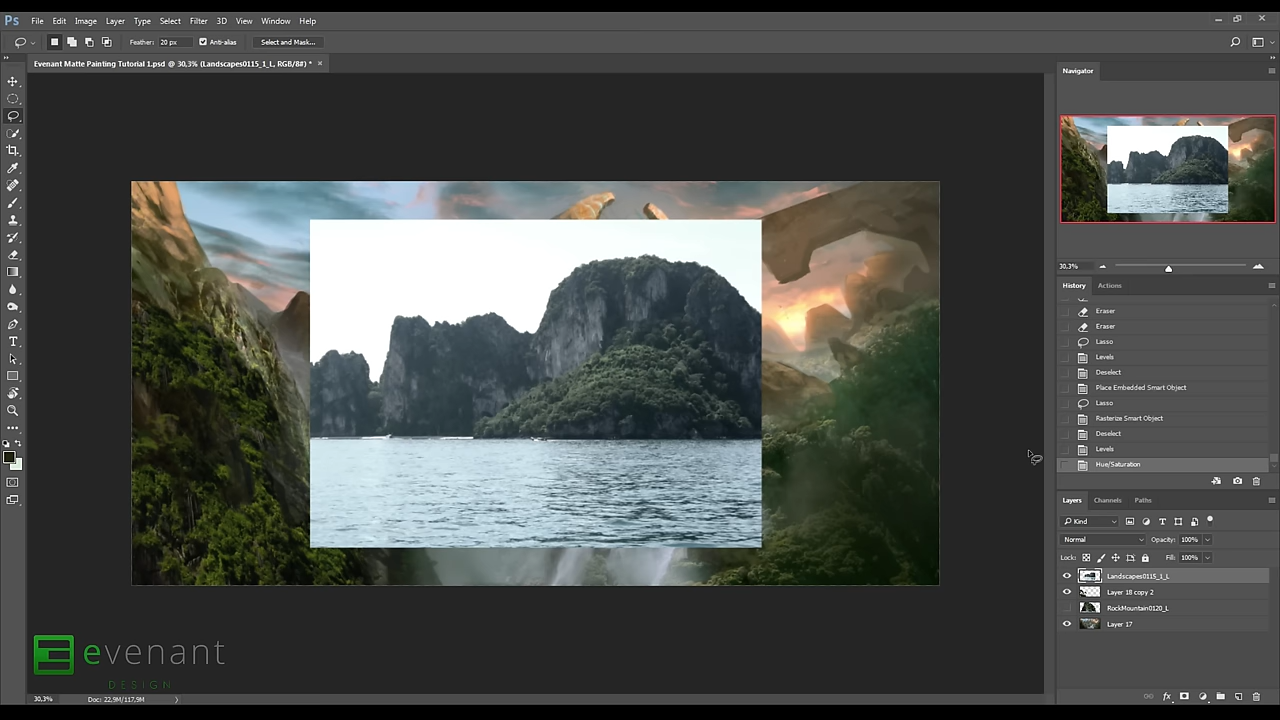 Ps File Edit Image Layer Type Select Filter 3D View Window Help
Feather: 20 px Anti-alias Select and Mask...
Evenant Matte Painting Tutorial 1.psd @ 30,3% (Landscapes0115_1_L, RGB/8#) *
Navigator
30,3%
History Actions
Eraser
Eraser
Lasso
Levels
Deselect
Place Embedded Smart Object
Lasso
Rasterize Smart Object
Deselect
Levels
Hue/Saturation
Layers Channels Paths
Kind
Normal Opacity: 100%
Lock: Fill: 100%
Landscapes0115_1_L
Layer 18 copy 2
RockMountain0120_L
Layer 17
evenant
DESIGN
30,3% Doc: 22,9M/117,9M